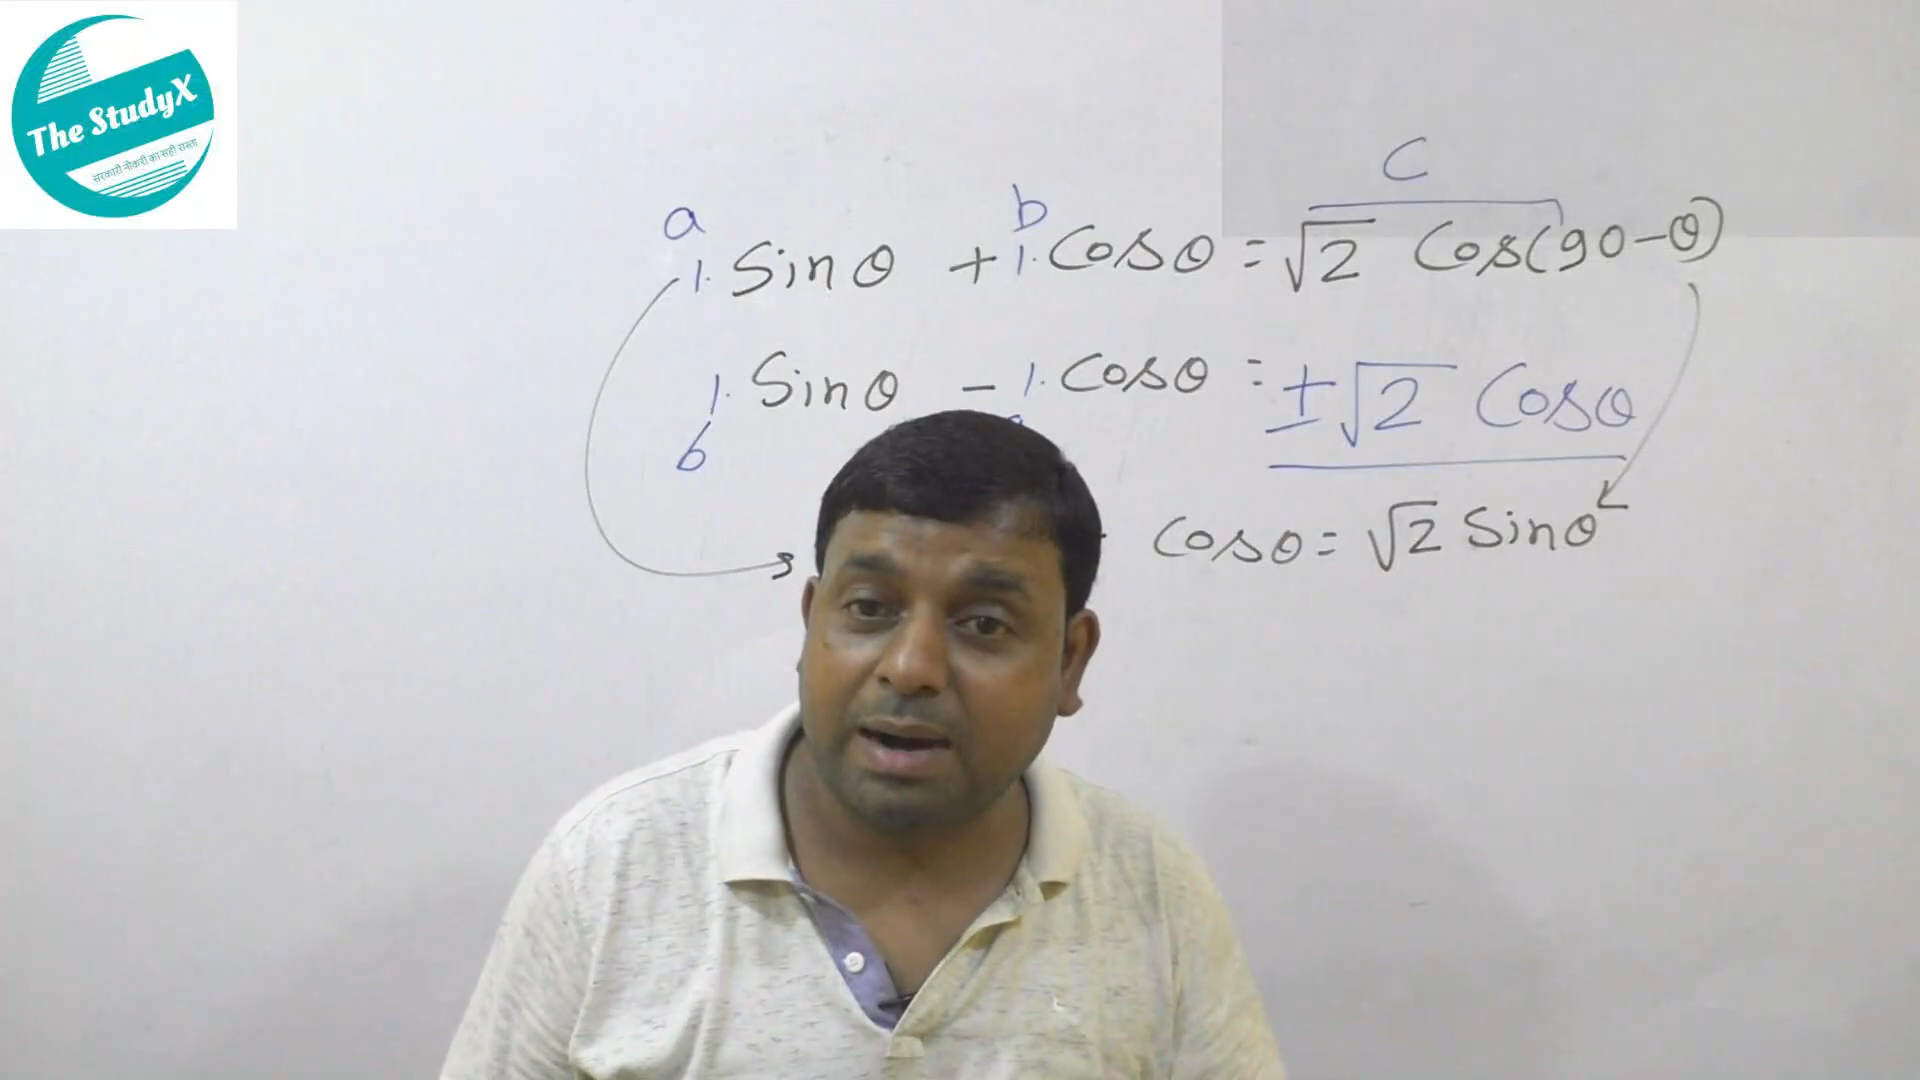 The StudyX
सरकारी नौकरी का सही रास्ता
C
a b
1. Sinθ + 1. Cosθ = √2 Cos(90-θ)
1. Sinθ - 1. Cosθ = ±√2 Cosθ
b
Cosθ = √2 Sinθ